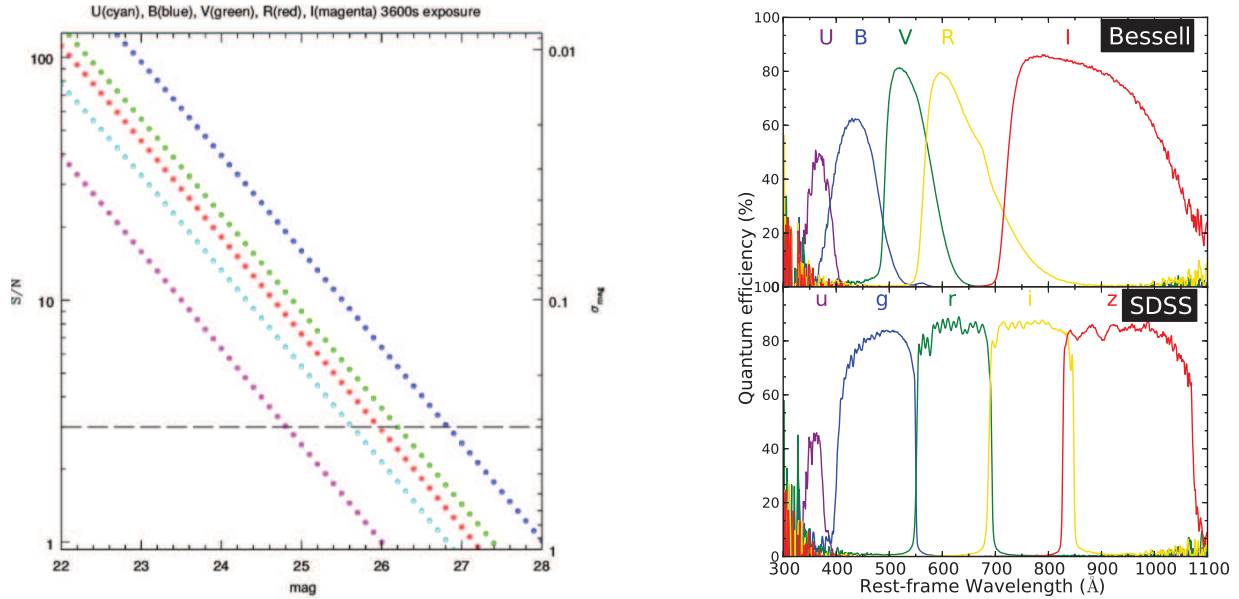 U(cyan), B(blue), V(green), R(red), I(magenta) 3600s exposure
100
10
1
S/N
0.01
0.1
1
σmag
22 23 24 25 26 27 28
mag
100
80
60
40
20
100
80
60
40
20
0
Quantum efficiency (%)
U B V R I
Bessell
u g r i z
SDSS
300 400 500 600 700 800 900 1000 1100
Rest-frame Wavelength (Å)